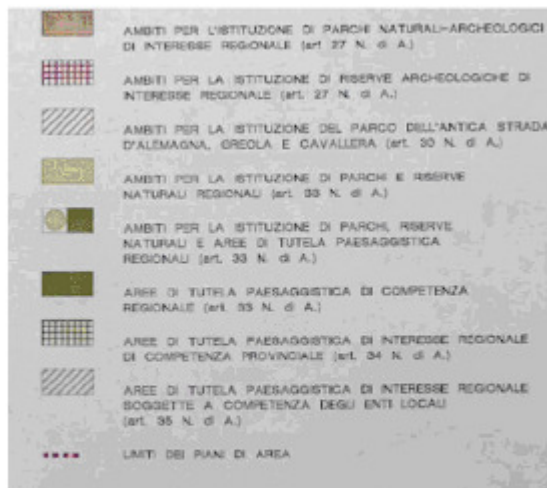 AMBITI PER L'ISTITUZIONE DI PARCHI NATURALI-ARCHEOLOGICI
DI INTERESSE REGIONALE (art. 27 N. di A.)
AMBITI PER LA ISTITUZIONE DI RISERVE ARCHEOLOGICHE DI
INTERESSE REGIONALE (art. 27 N. di A.)
AMBITI PER LA ISTITUZIONE DEL PARCO DELL'ANTICA STRADA
D'ALEMAGNA, GREOLA E CAVALLERA (art. 30 N. di A.)
AMBITI PER LA ISTITUZIONE DI PARCHI E RISERVE
NATURALI REGIONALI (art. 33 N. di A.)
AMBITI PER LA ISTITUZIONE DI PARCHI, RISERVE
NATURALI E AREE DI TUTELA PAESAGGISTICA
REGIONALI (art. 33 N. di A.)
AREE DI TUTELA PAESAGGISTICA DI COMPETENZA
REGIONALE (art. 33 N. di A.)
AREE DI TUTELA PAESAGGISTICA DI INTERESSE REGIONALE
DI COMPETENZA PROVINCIALE (art. 34 N. di A.)
AREE DI TUTELA PAESAGGISTICA DI INTERESSE REGIONALE
SOGGETTE A COMPETENZA DEGLI ENTI LOCALI
(art. 35 N. di A.)
LIMITI DEI PIANI DI AREA